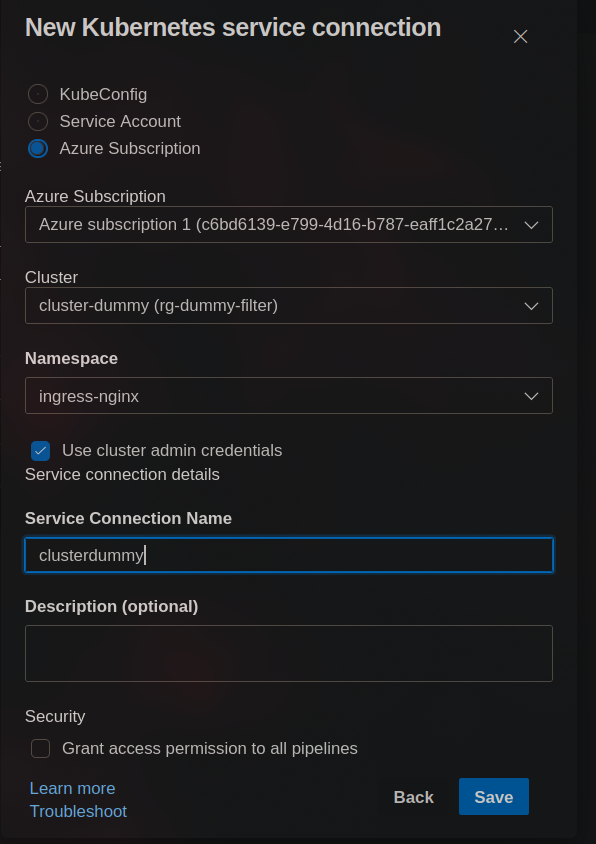 New Kubernetes service connection
KubeConfig
Service Account
Azure Subscription
Azure Subscription
Azure subscription 1 (c6bd6139-e799-4d16-b787-eaff1c2a27...
Cluster
cluster-dummy (rg-dummy-filter)
Namespace
ingress-nginx
Use cluster admin credentials
Service connection details
Service Connection Name
clusterdummy
Description (optional)
Security
Grant access permission to all pipelines
Learn more
Troubleshoot
Back
Save